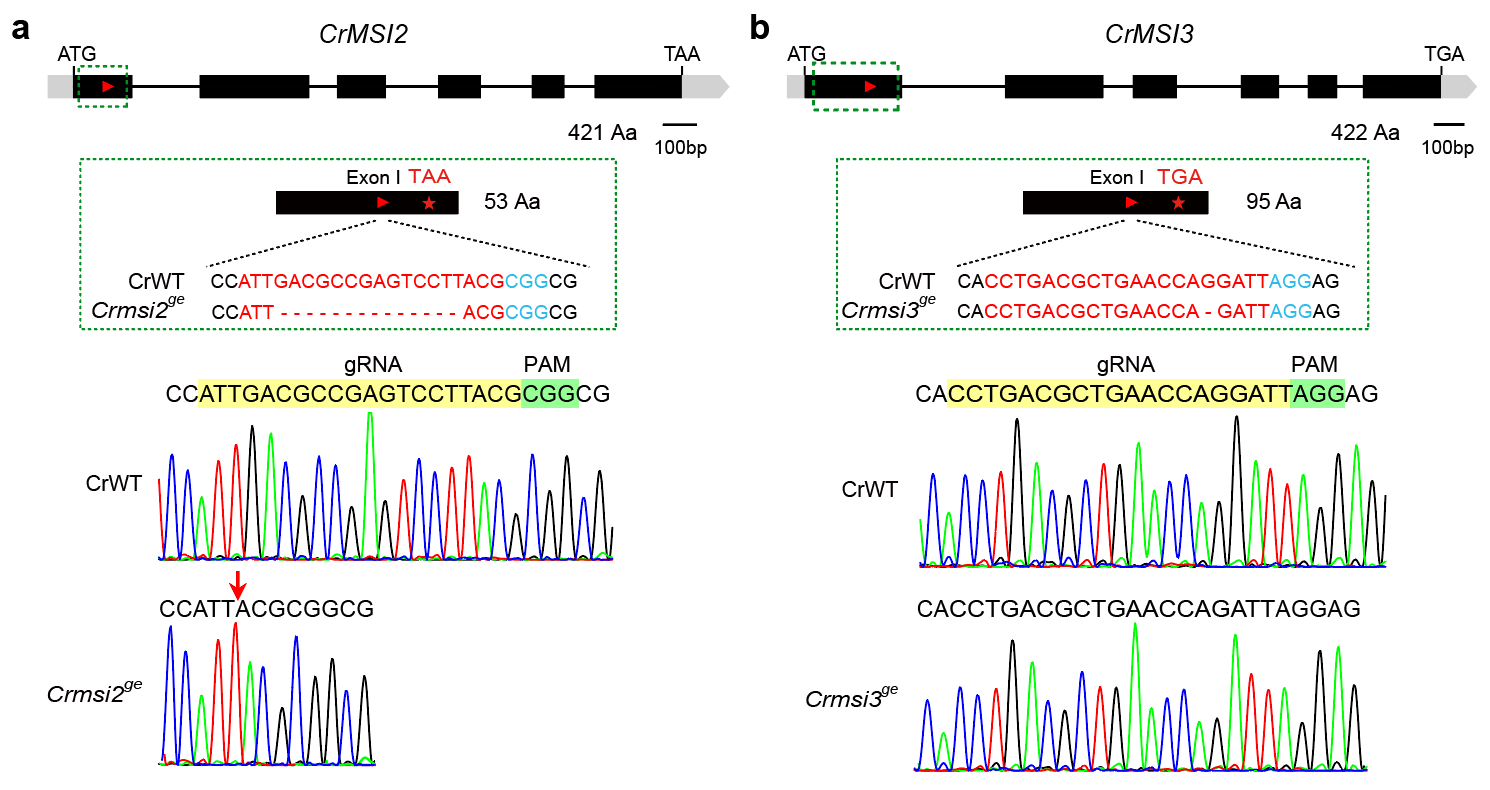 a
CrMSI2
ATG
TAA
421 Aa
100bp
Exon I TAA
53 Aa
CrWT CCATTGACGCCGAGTCCTTACGCGGCG
Crmsi2ge CCATT - - - - - - - - - - - - - - - ACGCGGCG
gRNA PAM
CCATTGACGCCGAGTCCTTACGCGGCG
CrWT
CCATTACGCGGCG
Crmsi2ge
b
CrMSI3
ATG
TGA
422 Aa
100bp
Exon I TGA
95 Aa
CrWT CACCTGACGCTGAACCAGGATTAGGAG
Crmsi3ge CACCTGACGCTGAACCA - GATTAGGAG
gRNA PAM
CACCTGACGCTGAACCAGGATTAGGAG
CrWT
CACCTGACGCTGAACCAGATTAGGAG
Crmsi3ge